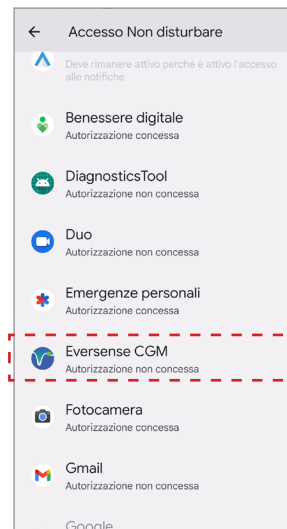 Accesso Non disturbare
Deve rimanere attivo perché è attivo l'accesso
alle notifiche
Benessere digitale
Autorizzazione concessa
DiagnosticsTool
Autorizzazione non concessa
Duo
Autorizzazione non concessa
Emergenze personali
Autorizzazione concessa
Eversense CGM
Autorizzazione non concessa
Fotocamera
Autorizzazione concessa
Gmail
Autorizzazione non concessa
Google